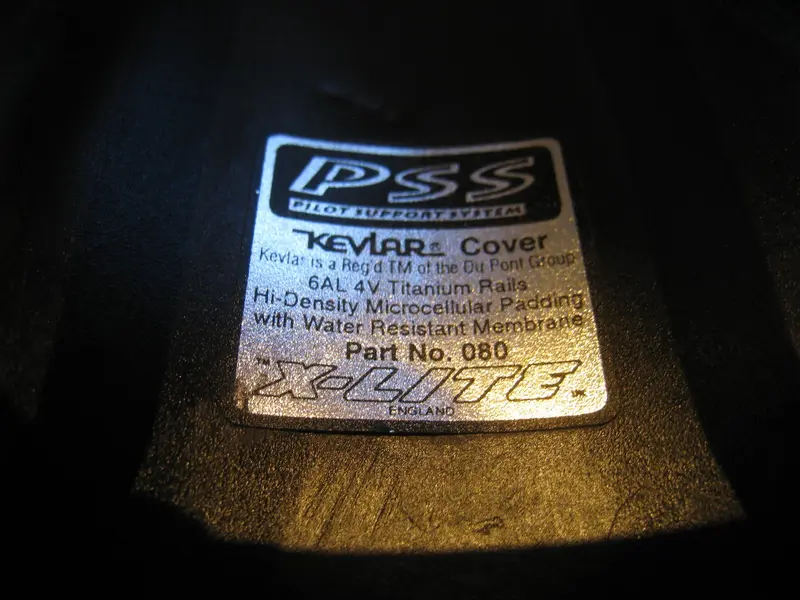 PSS
PILOT SUPPORT SYSTEM
KEVLAR® Cover
Kevlar is a Reg'd TM of the Du Pont Group
6AL 4V Titanium Rails
Hi-Density Microcellular Padding
with Water Resistant Membrane
Part No. 080
™X-LITE
ENGLAND